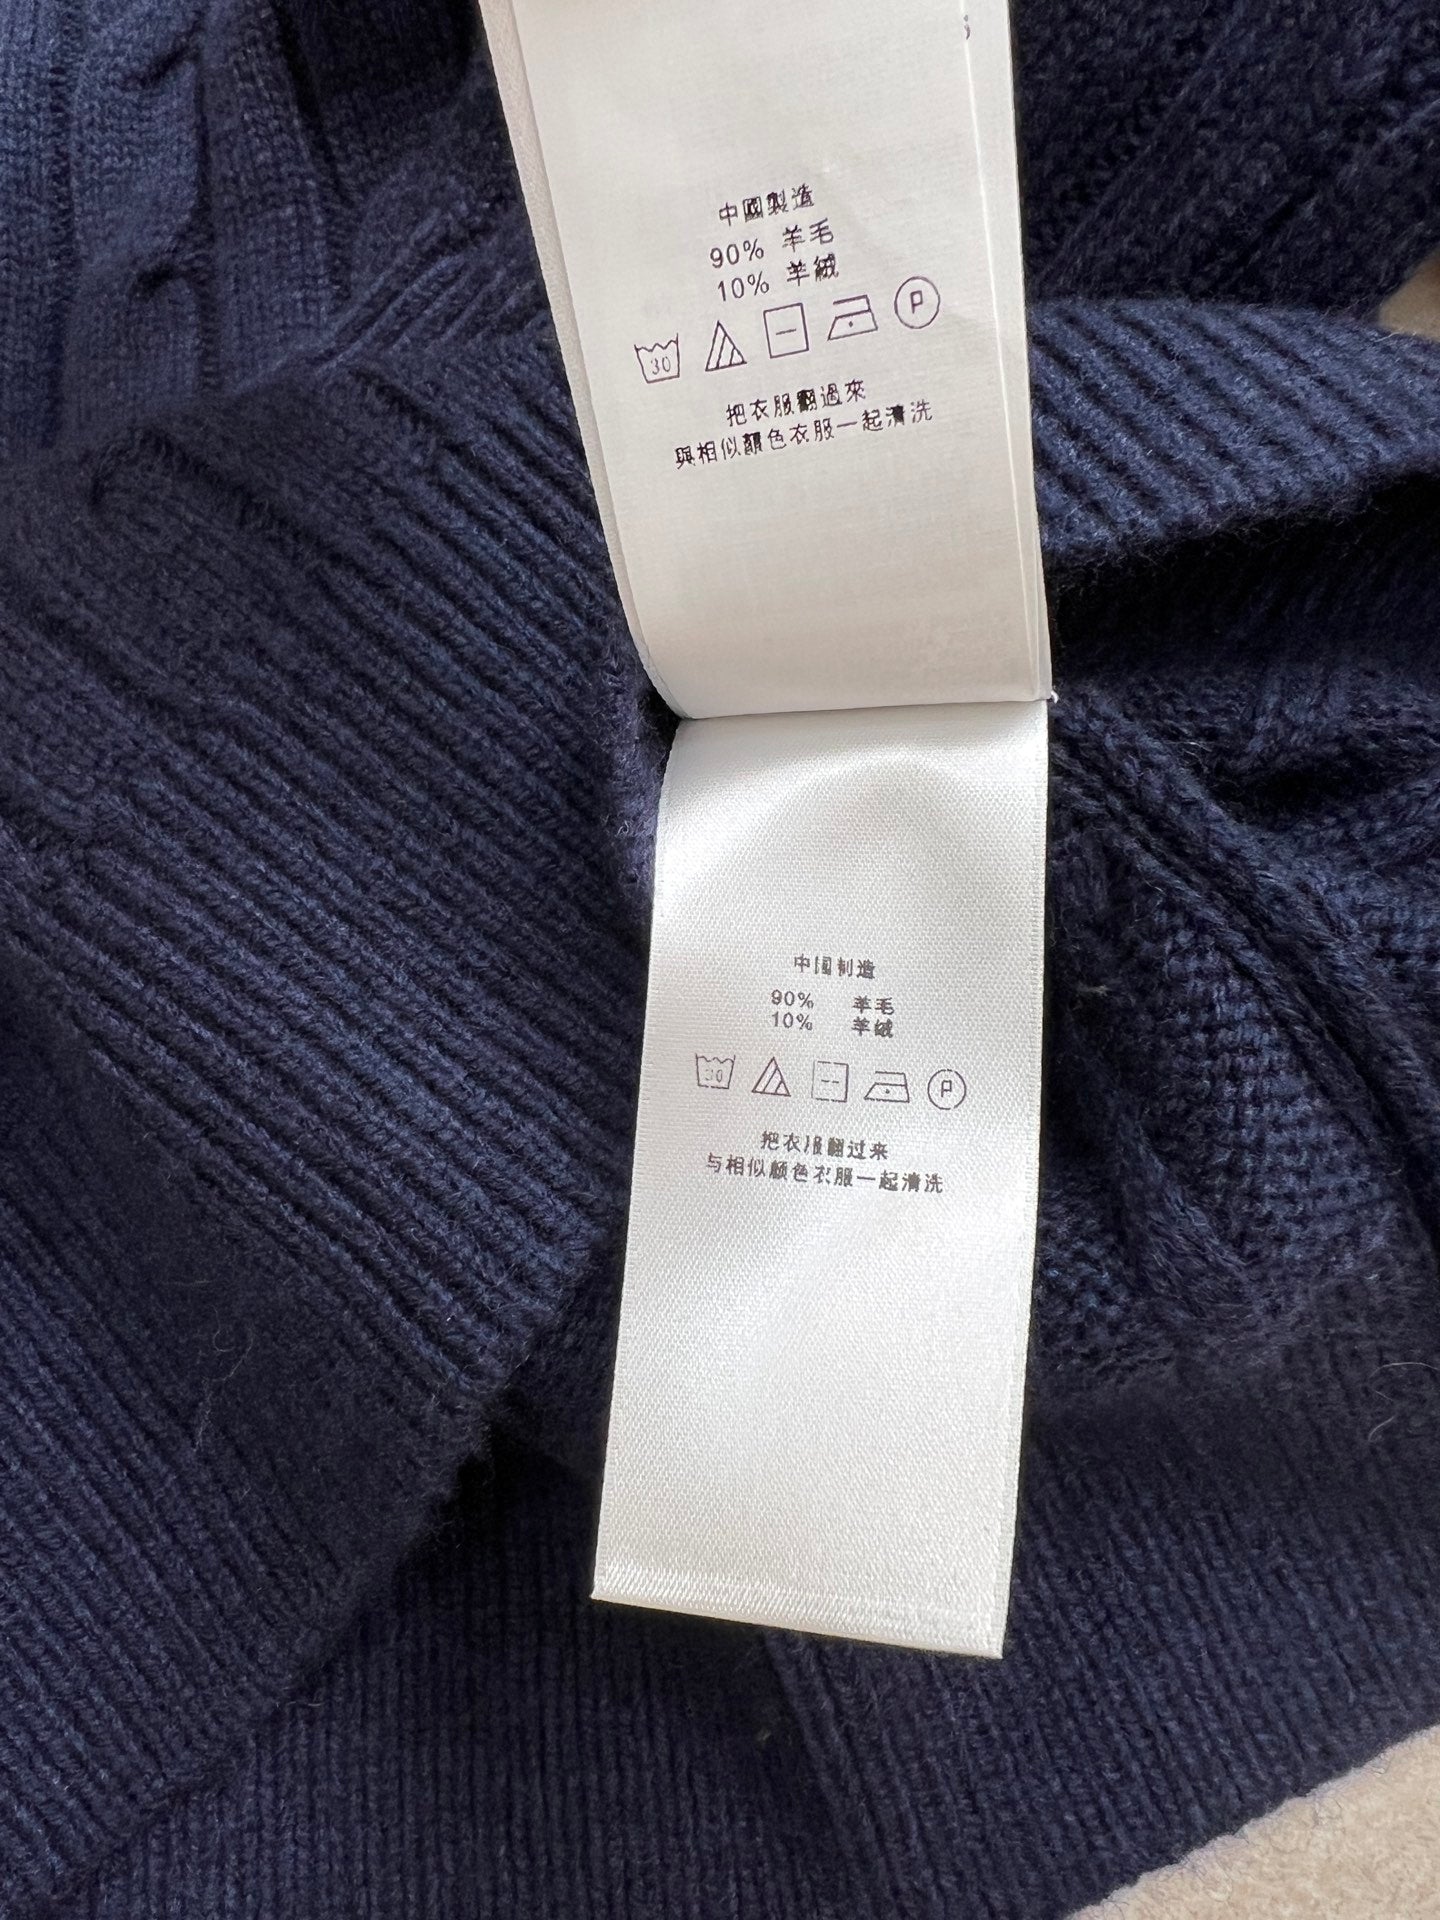 中國製造
90% 羊毛
10% 羊絨
30
P
把衣服翻過來
與相似顏色衣服一起清洗
中国制造
90% 羊毛
10% 羊绒
30
P
把衣服翻过来
与相似颜色衣服一起清洗